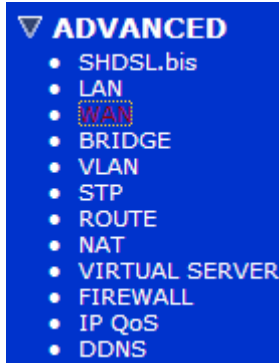 ADVANCED
SHDSL.bis
LAN
WAN
BRIDGE
VLAN
STP
ROUTE
NAT
VIRTUAL SERVER
FIREWALL
IP QoS
DDNS